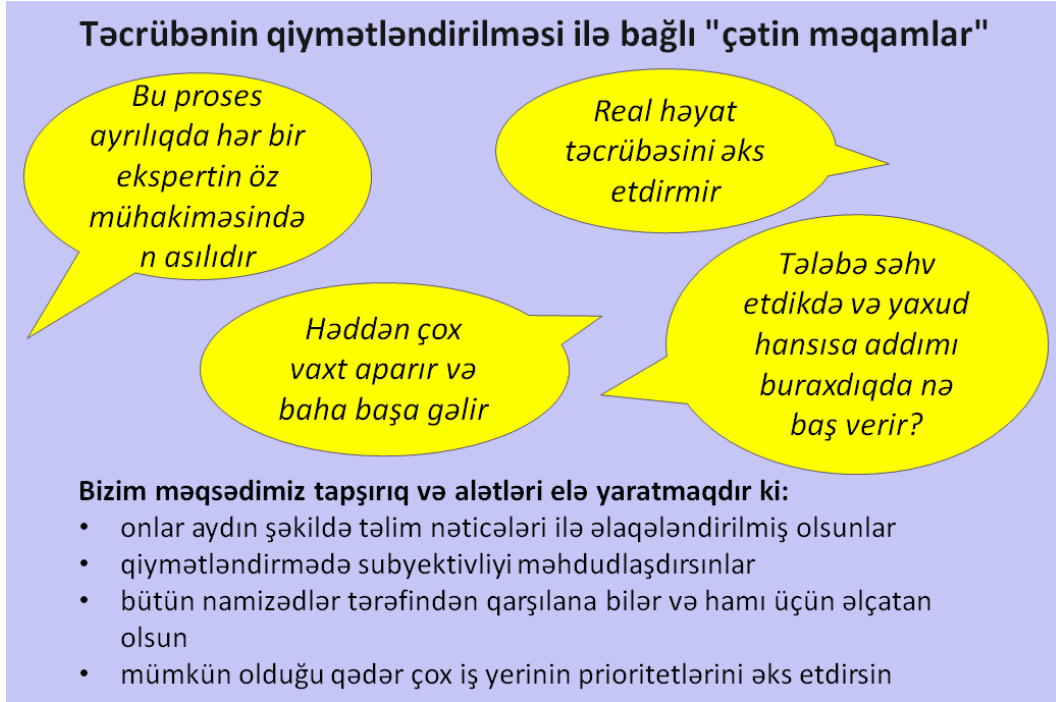 Təcrübənin qiymətləndirilməsi ilə bağlı "çətin məqamlar"
Bu proses
ayrılıqda hər bir
ekspertin öz
mühakiməsində
n asılıdır
Real həyat
təcrübəsini əks
etdirmir
Həddən çox
vaxt aparır və
baha başa gəlir
Tələbə səhv
etdikdə və yaxud
hansısa addımı
buraxdıqda nə
baş verir?
Bizim məqsədimiz tapşırıq və alətləri elə yaratmaqdır ki:
• onlar aydın şəkildə təlim nəticələri ilə əlaqələndirilmiş olsunlar
• qiymətləndirmədə subyektivliyi məhdudlaşdırsınlar
• bütün namizədlər tərəfindən qarşılana bilər və hamı üçün əlçatan
olsun
• mümkün olduğu qədər çox iş yerinin prioritetlərini əks etdirsin